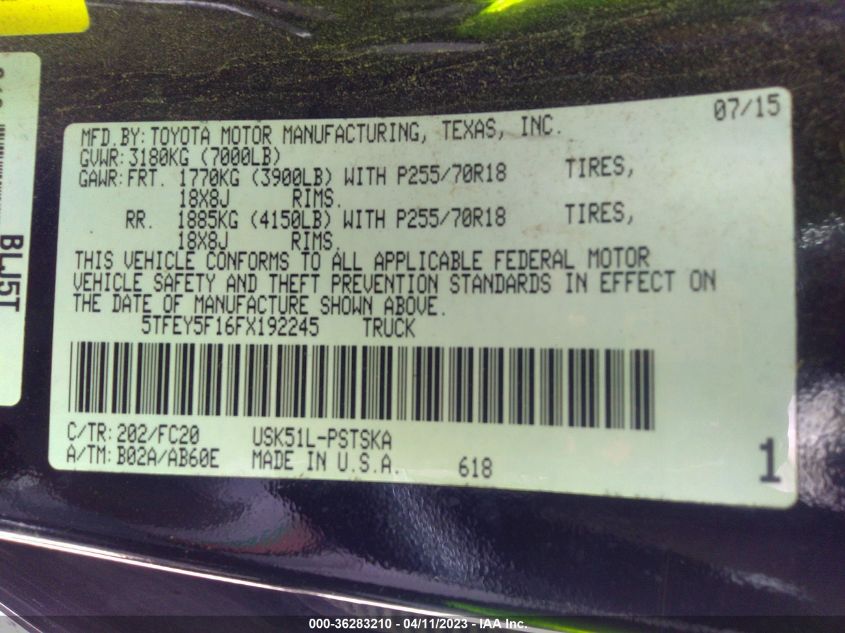 07/15
MFD.BY: TOYOTA MOTOR MANUFACTURING, TEXAS, INC.
GVWR: 3180KG (7000LB)
GAWR: FRT. 1770KG (3900LB) WITH P255/70R18 TIRES,
18X8J RIMS.
RR. 1885KG (4150LB) WITH P255/70R18 TIRES,
18X8J RIMS.
THIS VEHICLE CONFORMS TO ALL APPLICABLE FEDERAL MOTOR
VEHICLE SAFETY AND THEFT PREVENTION STANDARDS IN EFFECT ON
THE DATE OF MANUFACTURE SHOWN ABOVE.
5TFEY5F16FX192245 TRUCK
C/TR: 202/FC20 USK51L-PSTSKA
A/TM: B02A/AB60E MADE IN U.S.A. 618 1
BLJ5T
000-36283210 - 04/11/2023 - IAA Inc.